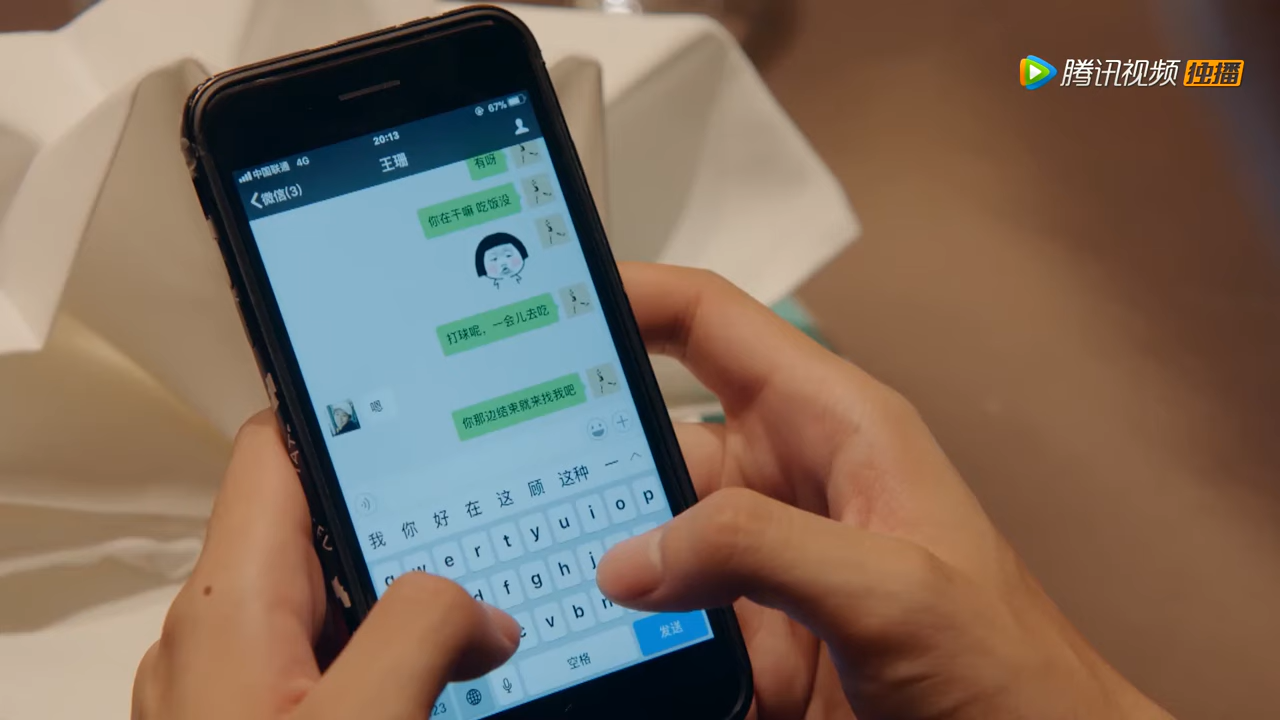 腾讯视频 独播
中国联通 4G
20:13
67%
微信(3)
王珊
有呀
你在干嘛 吃饭没
打球呢，一会儿去吃
嗯
你那边结束就来找我吧
我 你 好 在 这 顾 这种 一
q w e r t y u i o p
d f g h j
c v b n
23
空格
发送